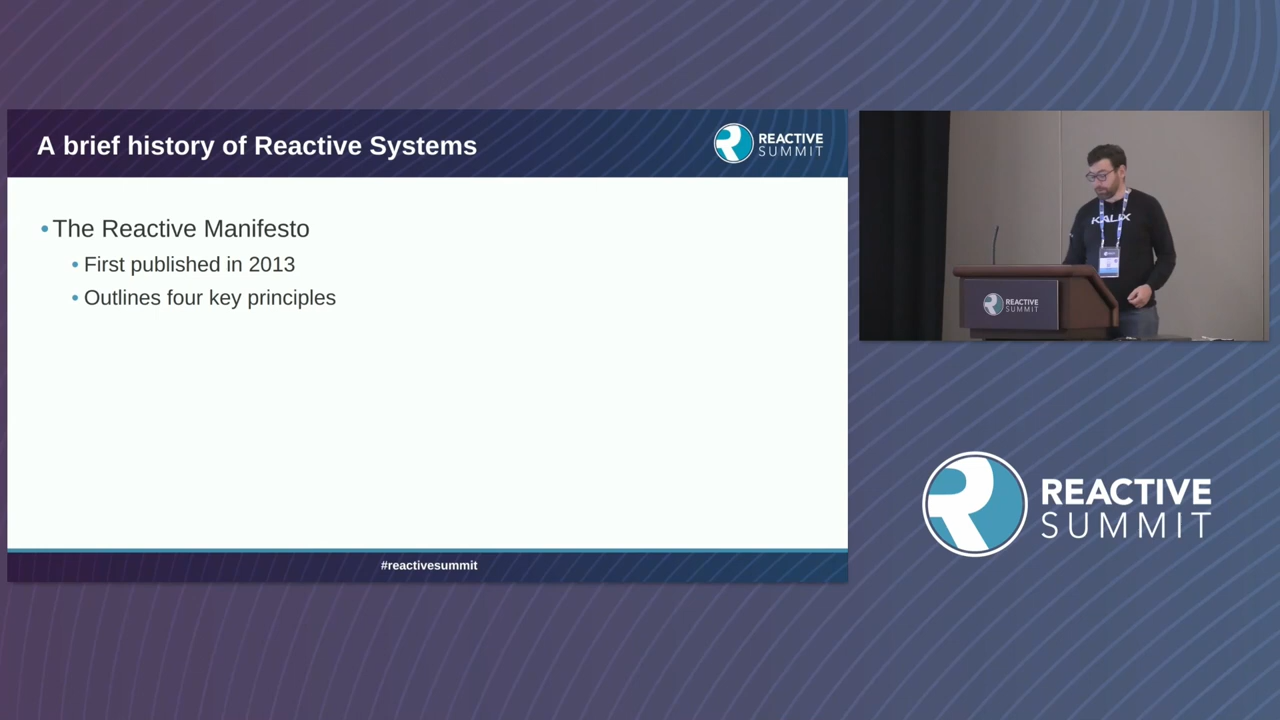 A brief history of Reactive Systems
REACTIVE
SUMMIT
•The Reactive Manifesto
• First published in 2013
• Outlines four key principles
#reactivesummit
KALIX
REACTIVE
SUMMIT
REACTIVE
SUMMIT